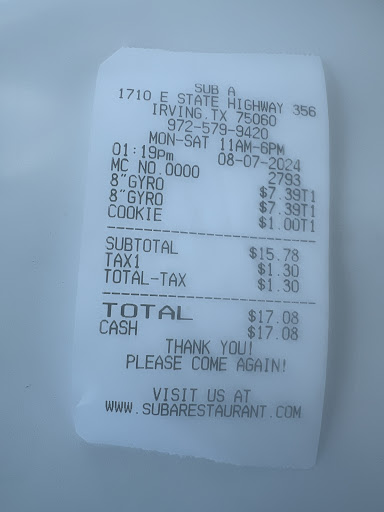 SUB A
1710 E STATE HIGHWAY 356
IRVING TX 75060
972-579-9420
MON-SAT 11AM-6PM
01:19Pm 08-07-2024
MC NO.0000 2793
8"GYRO $7.39T1
8"GYRO $7.39T1
COOKIE $1.00T1
SUBTOTAL $15.78
TAX1 $1.30
TOTAL-TAX $1.30
TOTAL $17.08
CASH $17.08
THANK YOU!
PLEASE COME AGAIN!
VISIT US AT
WWW.SUBARESTAURANT.COM